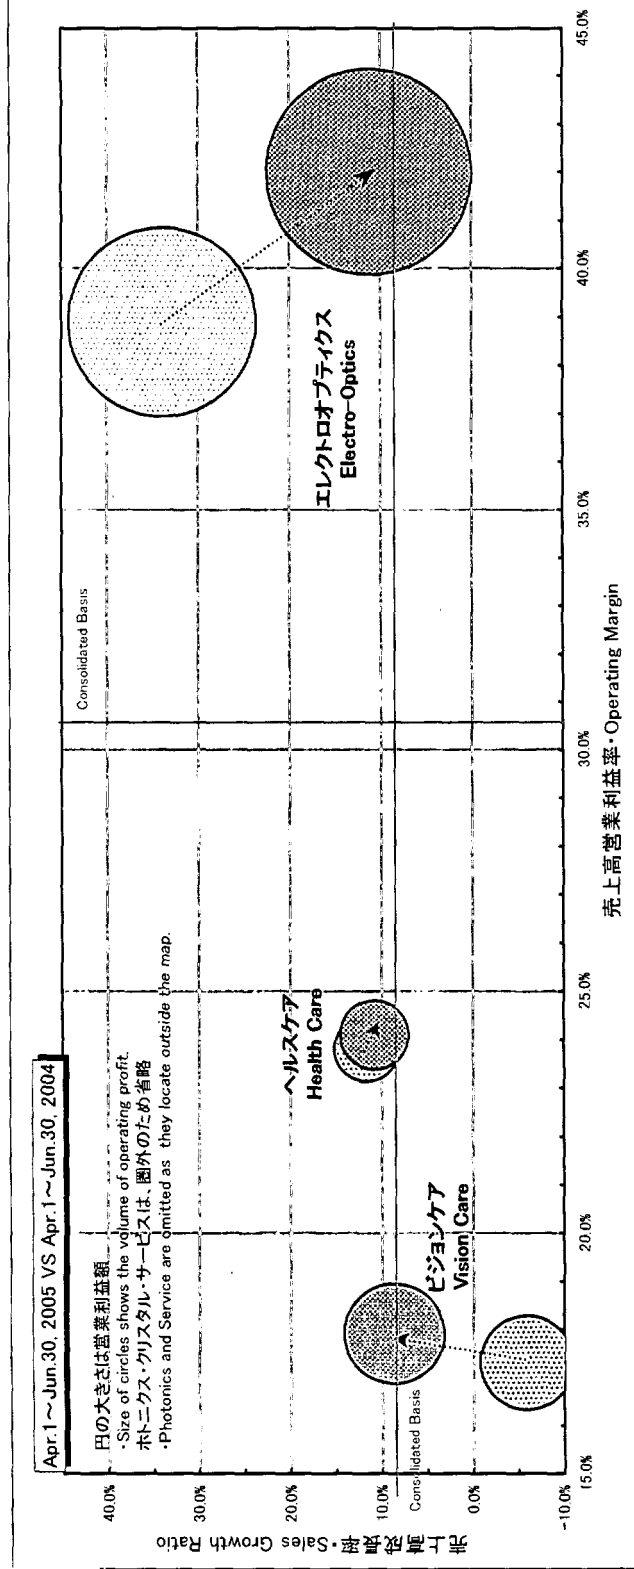 Apr.1～Jun.30, 2005 VS Apr.1～Jun.30, 2004
円の大きさは営業利益額
・Size of circles shows the volume of operating profit.
ホトニクス・クリスタル・サービスは、圏外のため省略
・Photonics and Service are omitted as they locate outside the map.
Consolidated Basis
エレクトロオプティクス
Electro-Optics
ヘルスケア
Health Care
ビジョンケア
Vision Care
Consolidated Basis
売上高成長率・Sales Growth Ratio
40.0%
30.0%
20.0%
10.0%
0.0%
-10.0%
15.0%
20.0%
25.0%
30.0%
35.0%
40.0%
45.0%
売上高営業利益率・Operating Margin